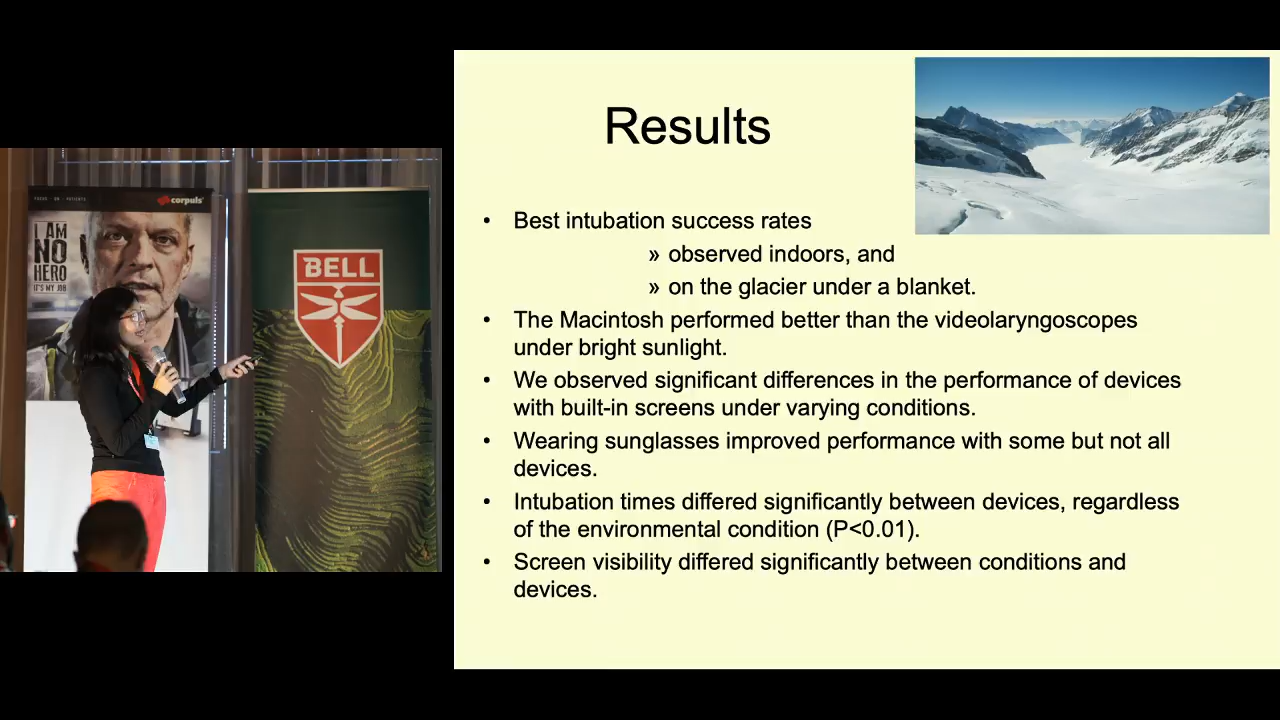 FOCUS · ON · PATIENTS
corpuls
I AM
NO
HERO
IT'S MY JOB
BELL
Results
• Best intubation success rates
» observed indoors, and
» on the glacier under a blanket.
• The Macintosh performed better than the videolaryngoscopes
under bright sunlight.
• We observed significant differences in the performance of devices
with built-in screens under varying conditions.
• Wearing sunglasses improved performance with some but not all
devices.
• Intubation times differed significantly between devices, regardless
of the environmental condition (P<0.01).
• Screen visibility differed significantly between conditions and
devices.